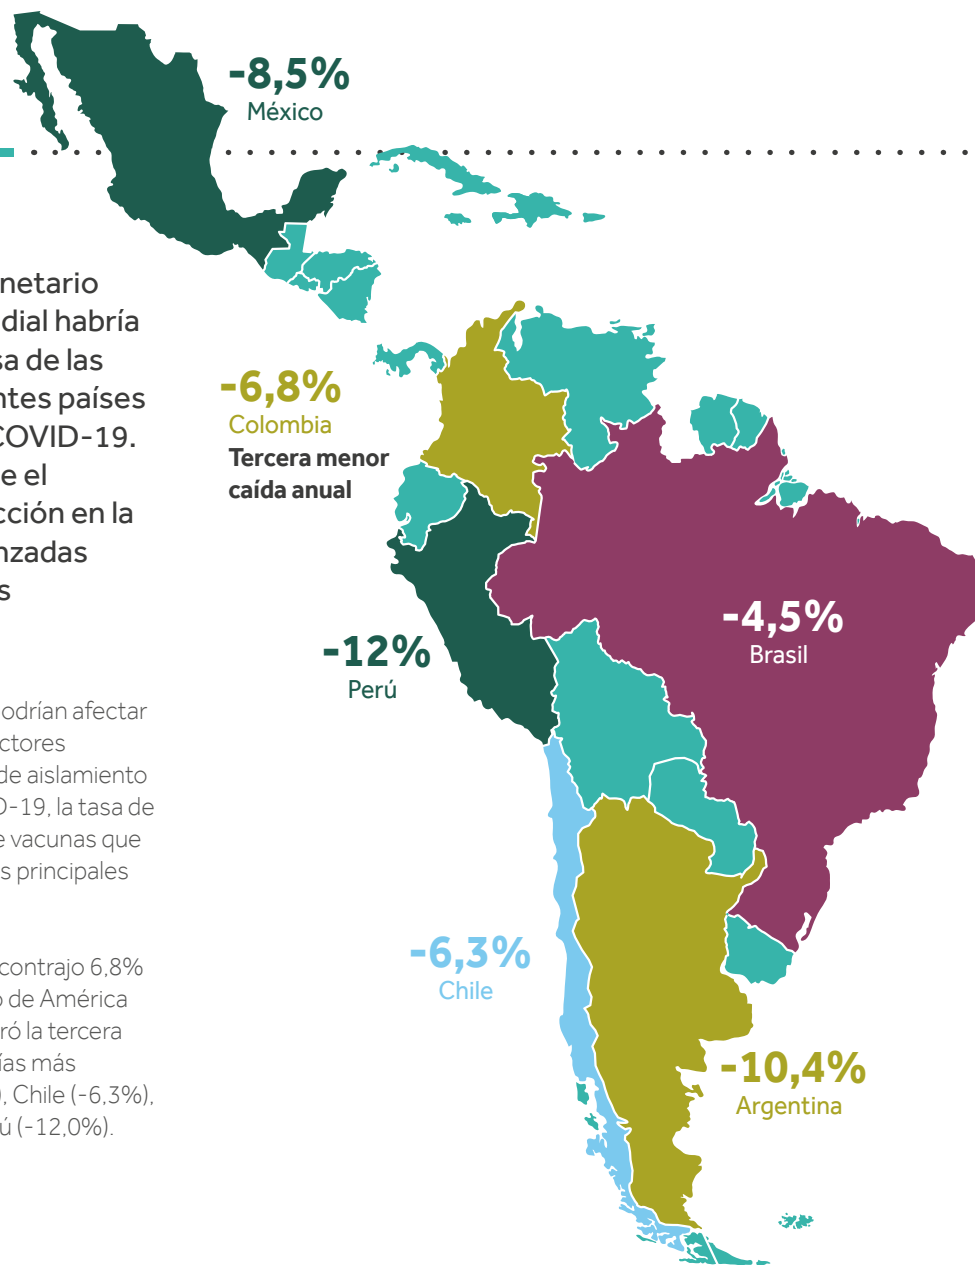 -8,5%
México
netario
dial habría
sa de las
ntes países
COVID-19.
e el
cción en la
nzadas
s
-6,8%
Colombia
Tercera menor
caída anual
-4,5%
Brasil
-12%
Perú
odrían afectar
ctores
de aislamiento
D-19, la tasa de
e vacunas que
s principales
-6,3%
Chile
contrajo 6,8%
o de América
ró la tercera
ías más
), Chile (-6,3%),
ú (-12,0%).
-10,4%
Argentina